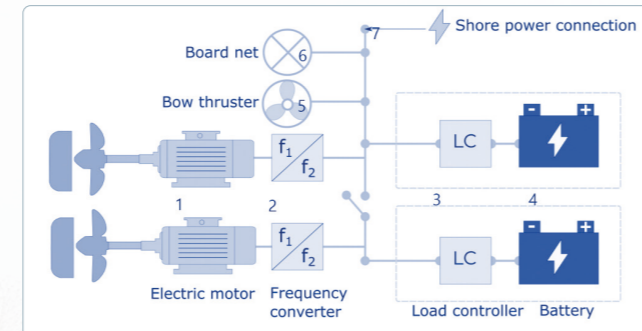 7
Shore power connection
Board net
6
Bow thruster
5
f1
f2
LC
- +
1
2
3
4
f1
f2
LC
- +
Electric motor
Frequency
converter
Load controller
Battery